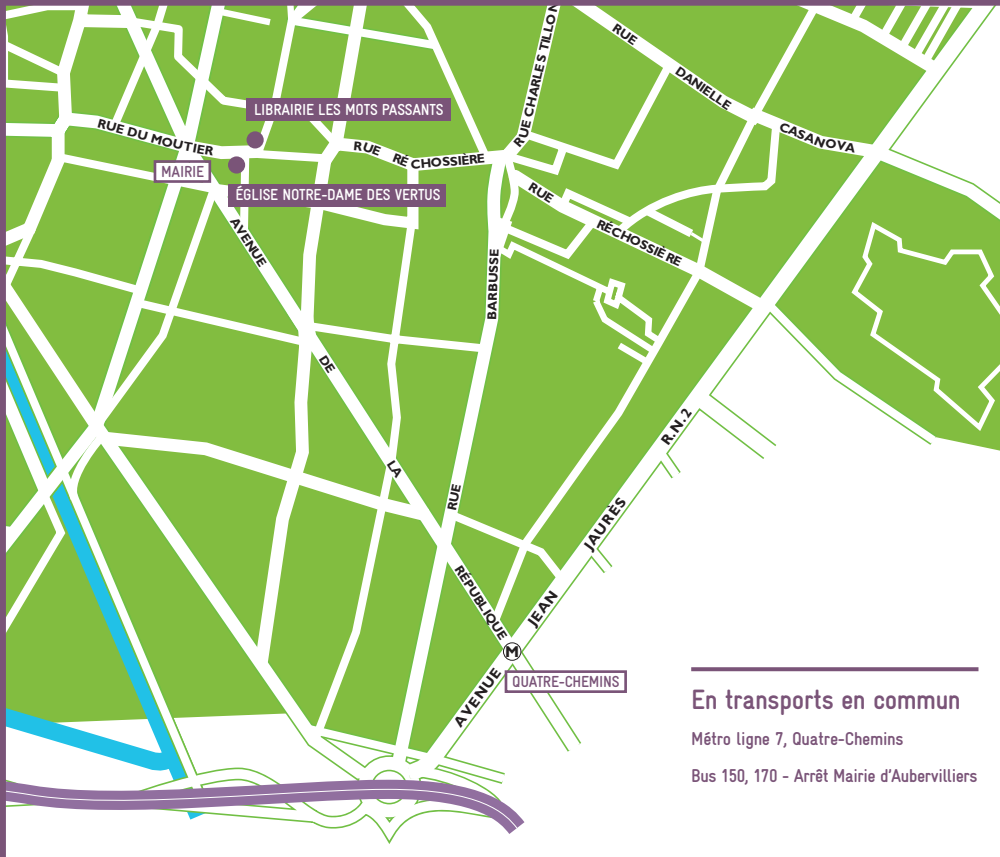 RUE
DANIELLE
CASANOVA
RUE CHARLES TILLON
LIBRAIRIE LES MOTS PASSANTS
RUE DU MOUTIER
RUE RÉCHOSSIÈRE
MAIRIE
ÉGLISE NOTRE-DAME DES VERTUS
RUE
RÉCHOSSIÈRE
AVENUE
DE
LA
RÉPUBLIQUE
RUE
BARBUSSE
R.N.2
AVENUE
JEAN
JAURÈS
M
QUATRE-CHEMINS
En transports en commun
Métro ligne 7, Quatre-Chemins
Bus 150, 170 - Arrêt Mairie d'Aubervilliers